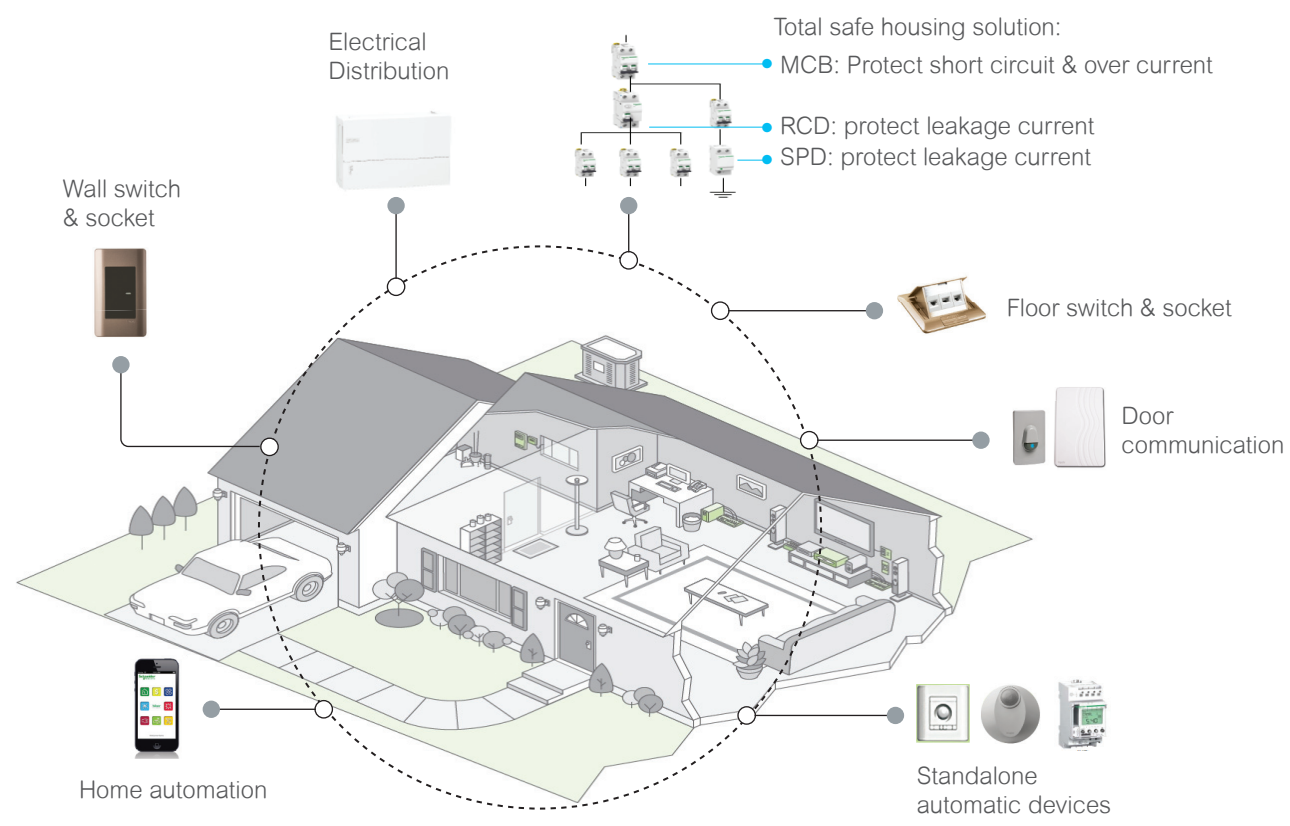 Electrical
Distribution
Total safe housing solution:
MCB: Protect short circuit & over current
RCD: protect leakage current
SPD: protect leakage current
Wall switch
& socket
Floor switch & socket
Door
communication
Home automation
Standalone
automatic devices